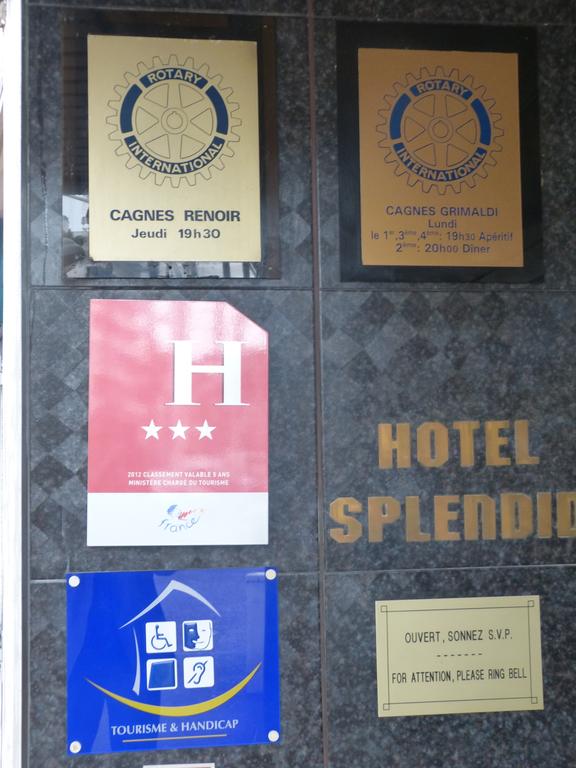 ROTARY
INTERNATIONAL
CAGNES RENOIR
Jeudi 19h30
ROTARY
INTERNATIONAL
CAGNES GRIMALDI
Lundi
le 1er,3ème,4ème: 19h30 Apéritif
2ème: 20h00 Dîner
H
2012 CLASSEMENT VALABLE 5 ANS
MINISTÈRE CHARGÉ DU TOURISME
France
HOTEL
SPLENDID
TOURISME & HANDICAP
OUVERT, SONNEZ S.V.P.
-------
FOR ATTENTION, PLEASE RING BELL